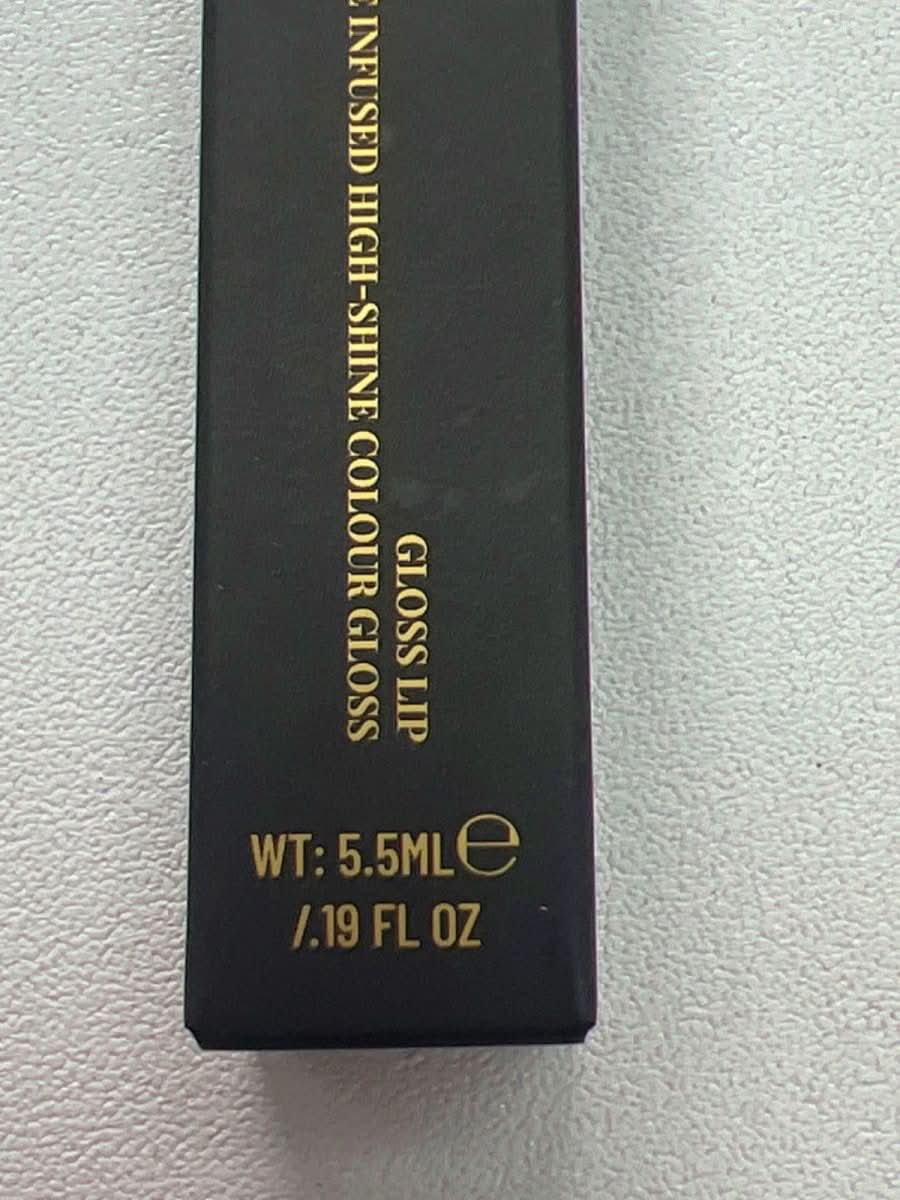 GLOSS LIP
INFUSED HIGH-SHINE COLOUR GLOSS
WT: 5.5ML℮
/.19 FL OZ